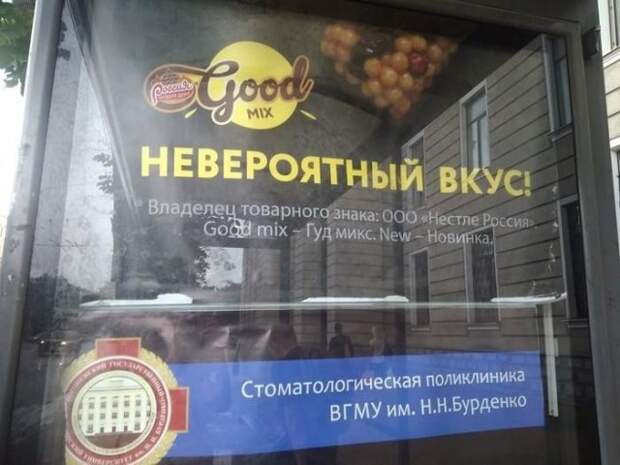 Россия
Good
MIX
НЕВЕРОЯТНЫЙ ВКУС!
Владелец товарного знака: ООО «Нестле Россия»
Good mix – Гуд микс. New – Новинка.
Стоматологическая поликлиника
ВГМУ им. Н.Н.Бурденко